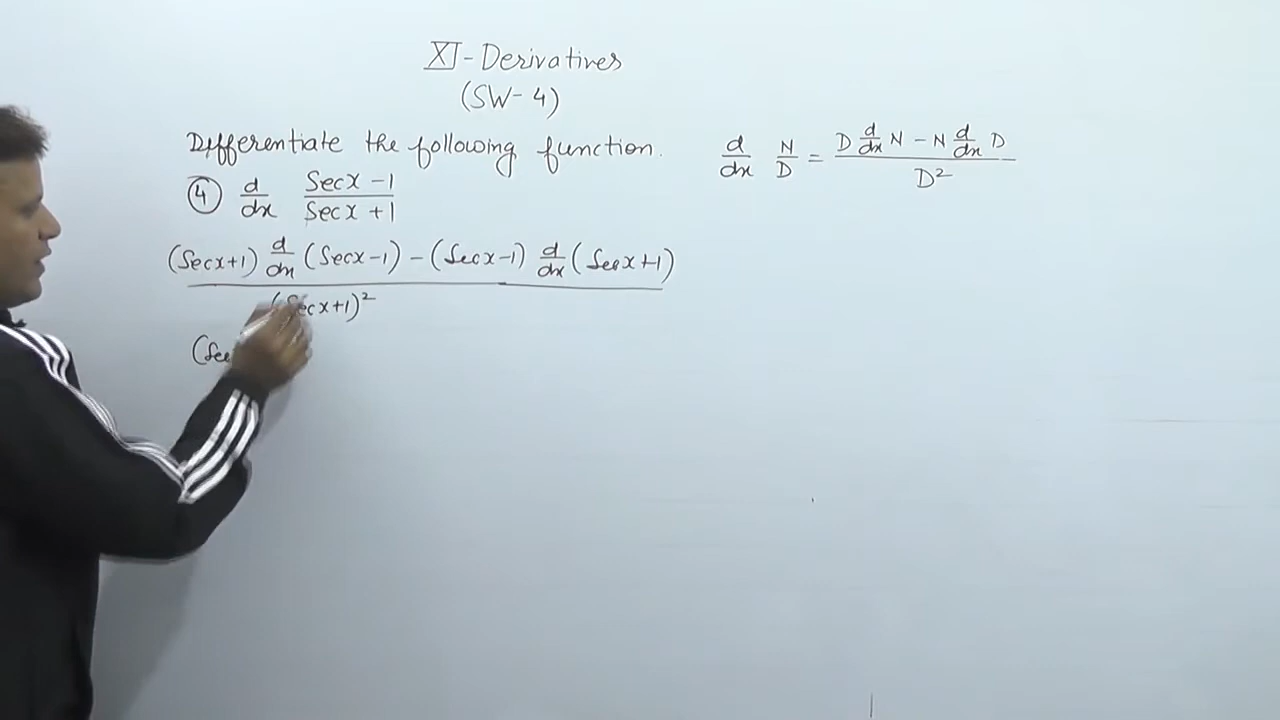 XI-Derivatives
(SW-4)
Differentiate the following function.
d/dx N/D = (D d/dx N - N d/dx D)/D²
④ d/dx (Secx -1)/(Secx +1)
(Secx+1) d/dx (Secx-1) - (Secx-1) d/dx (Secx+1)
(Secx+1)²
(Sec